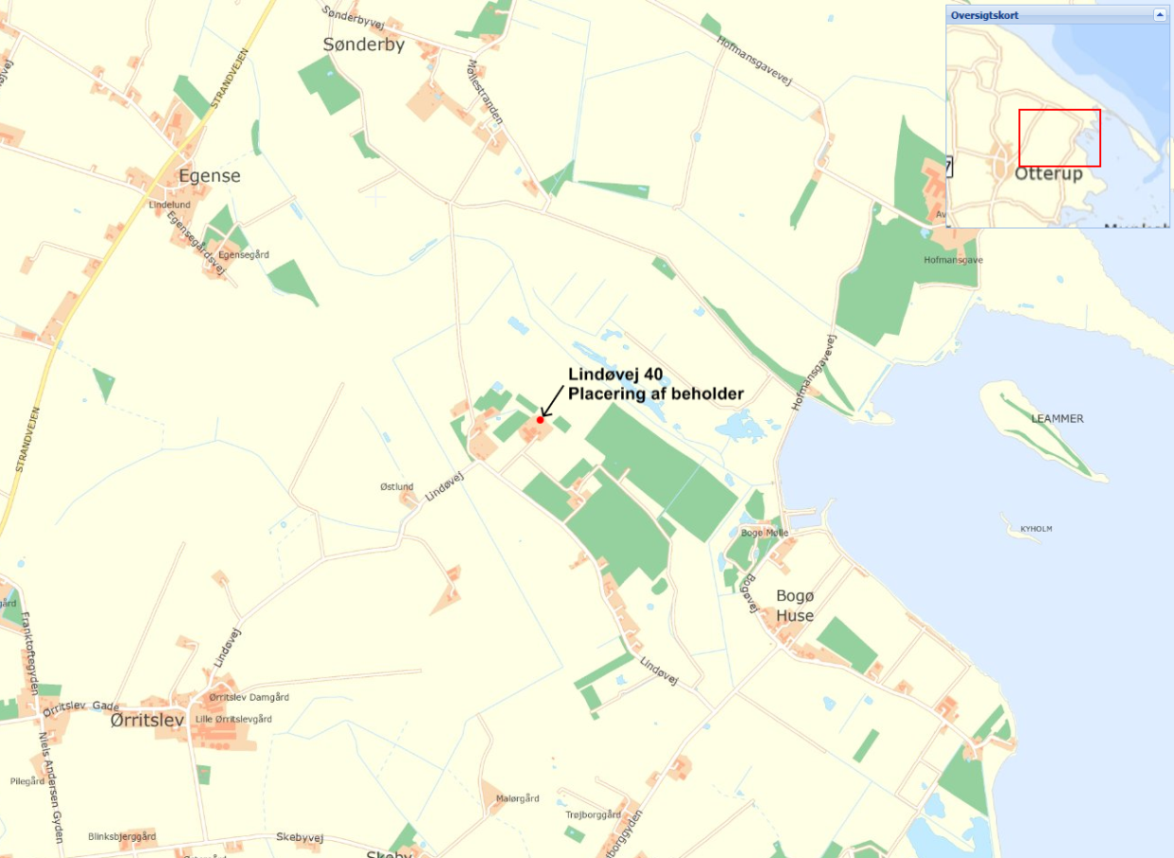 Oversigtskort
Otterup
Sønderbyvej
Sønderby
Hofmansgavevej
STRANDVEJEN
Møllestranden
Egense
Lindelund
Egensegårdsvej
Egensegård
Hofmansgave
Hofmansgavevej
Lindøvej 40
Placering af beholder
LEAMMER
STRANDVEJEN
Østlund
Lindøvej
KYHOLM
Bogø Mølle
Bogøvej
Bogø
Huse
Franktoftegyden
Lindøvej
Lindøvej
Ørritslev Damgård
Ørritslev Gade
Ørritslev
Lille Ørritslevgård
Niels Andersen Gyden
Pilegård
Malørgård
Trøjborggård
Blinksbjerggård
Skebyvej
Skeby